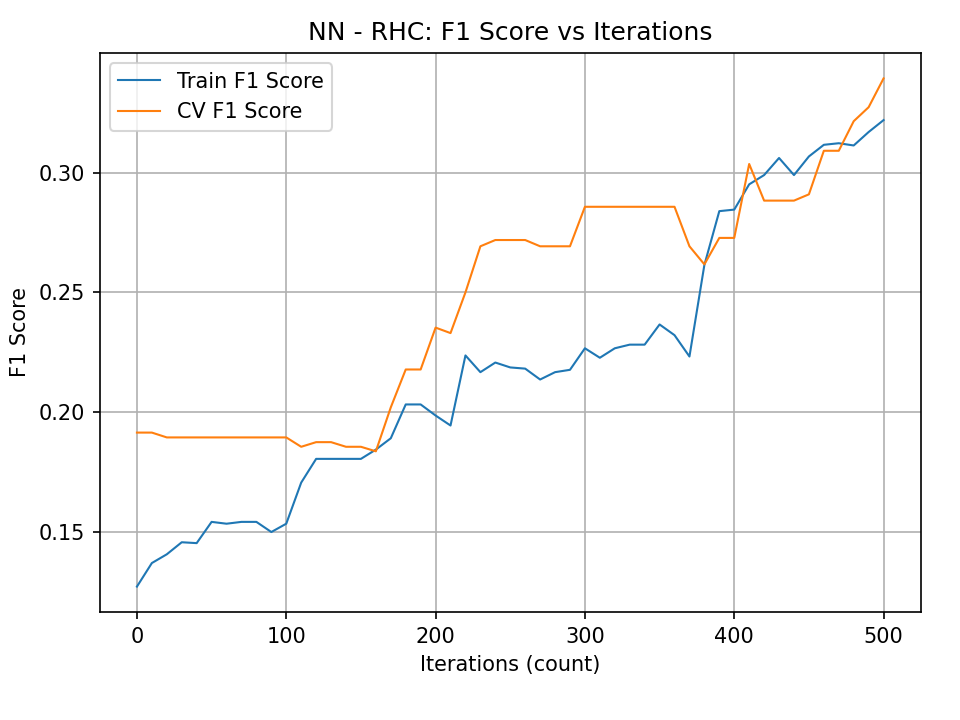 NN - RHC: F1 Score vs Iterations
Train F1 Score
CV F1 Score
F1 Score
0.30
0.25
0.20
0.15
0 100 200 300 400 500
Iterations (count)